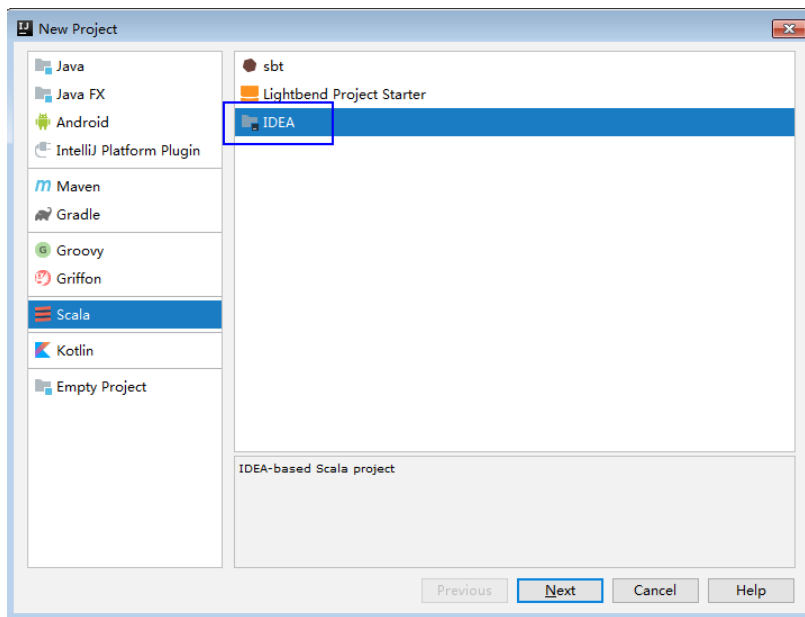 New Project
Java
Java FX
Android
IntelliJ Platform Plugin
Maven
Gradle
Groovy
Griffon
Scala
Kotlin
Empty Project
sbt
Lightbend Project Starter
IDEA
IDEA-based Scala project
Previous
Next
Cancel
Help